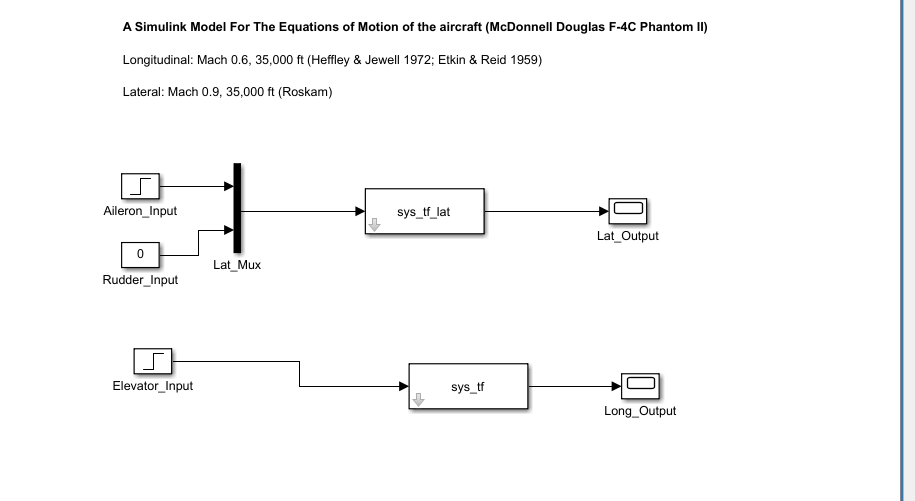 A Simulink Model For The Equations of Motion of the aircraft (McDonnell Douglas F-4C Phantom II)
Longitudinal: Mach 0.6, 35,000 ft (Heffley & Jewell 1972; Etkin & Reid 1959)
Lateral: Mach 0.9, 35,000 ft (Roskam)
Aileron_Input
sys_tf_lat
Lat_Output
0
Rudder_Input
Lat_Mux
Elevator_Input
sys_tf
Long_Output